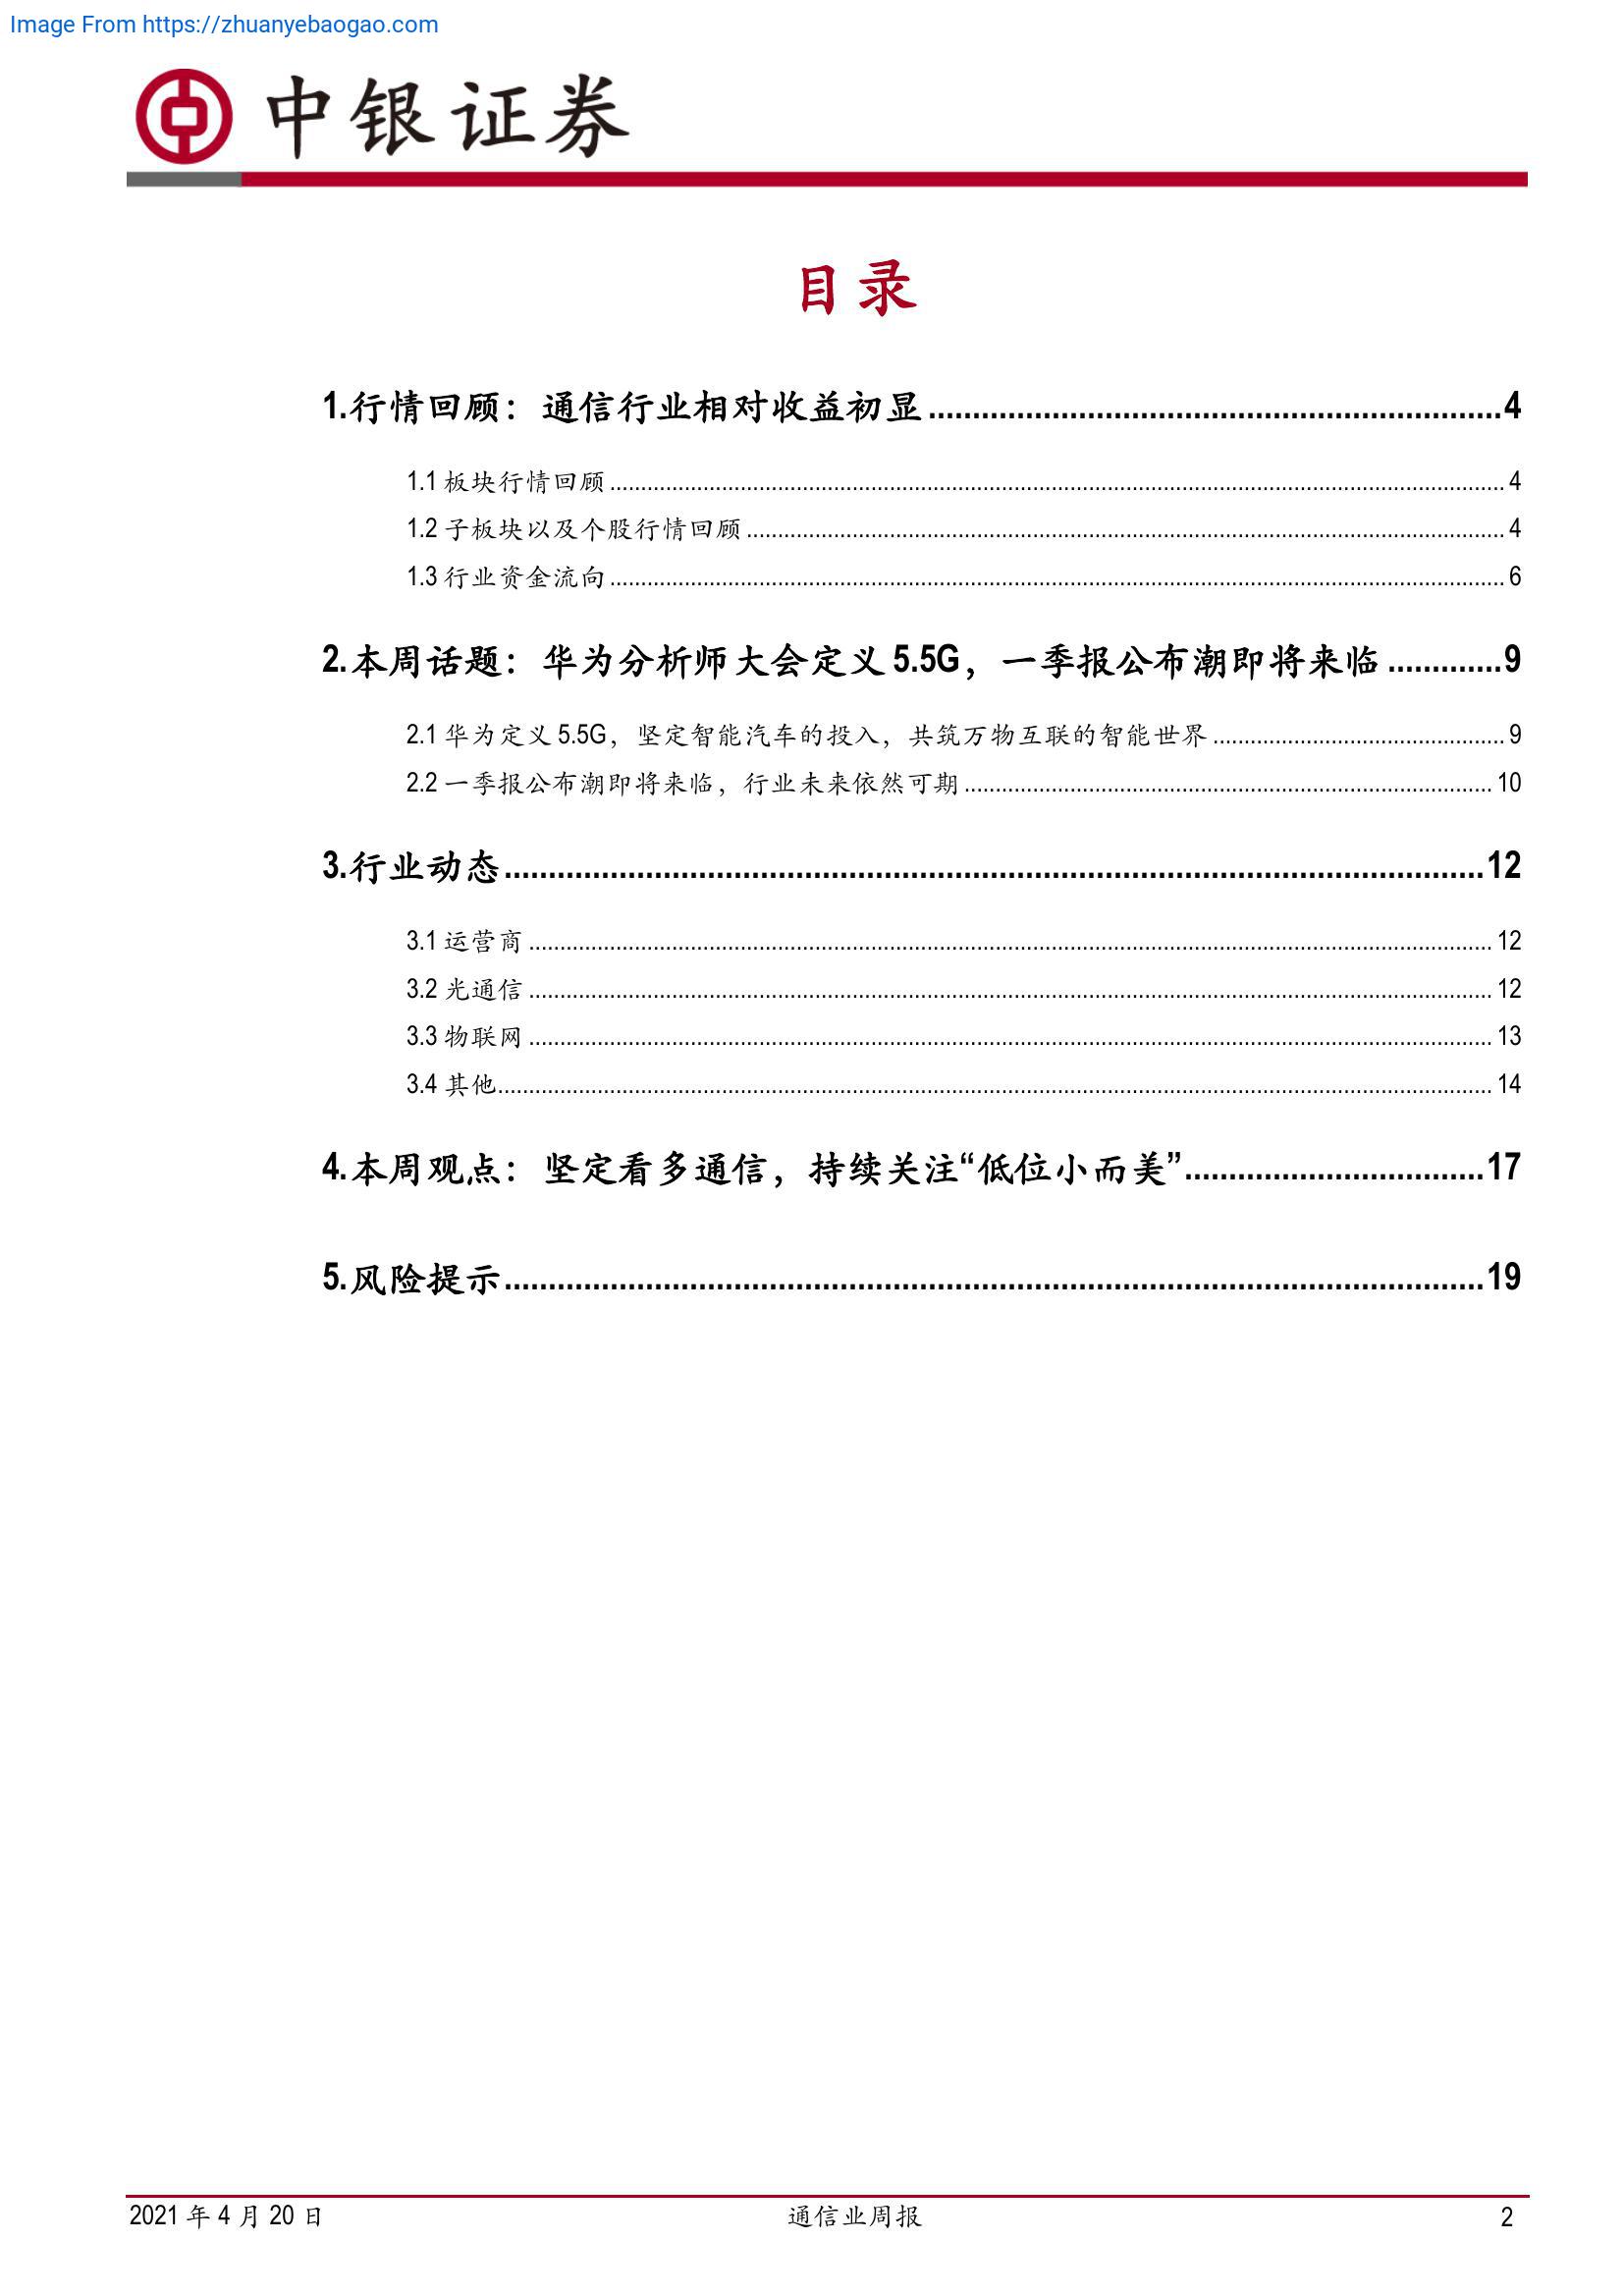 Image From https://zhuanyebaogao.com
中银证券
目录
1.行情回顾：通信行业相对收益初显........................................4
1.1 板块行情回顾........................................4
1.2 子板块以及个股行情回顾........................................4
1.3 行业资金流向........................................6
2.本周话题：华为分析师大会定义 5.5G，一季报公布潮即将来临.............9
2.1 华为定义 5.5G，坚定智能汽车的投入，共筑万物互联的智能世界........................................9
2.2 一季报公布潮即将来临，行业未来依然可期........................................10
3.行业动态........................................12
3.1 运营商........................................12
3.2 光通信........................................12
3.3 物联网........................................13
3.4 其他........................................14
4.本周观点：坚定看多通信，持续关注“低位小而美”........................................17
5.风险提示........................................19
2021 年 4 月 20 日 通信业周报 2